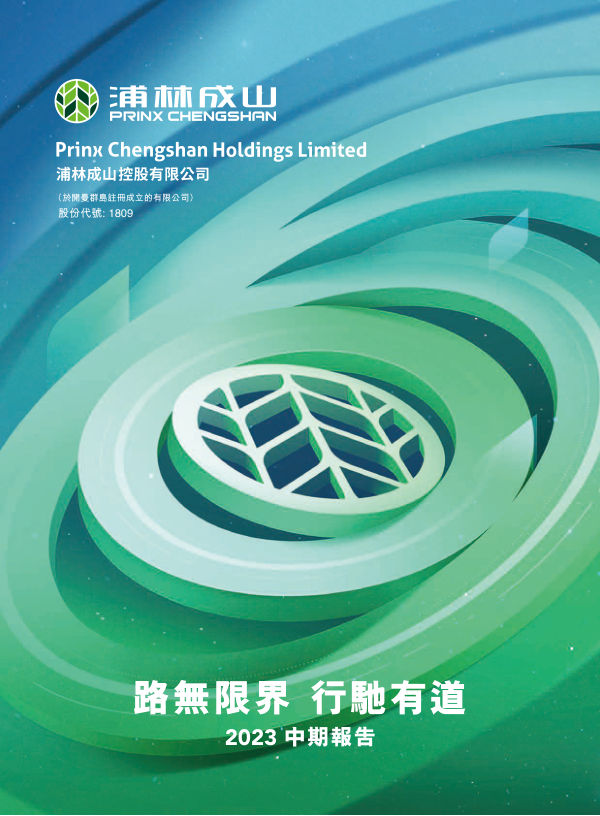 浦林成山
PRINX CHENGSHAN
Prinx Chengshan Holdings Limited
浦林成山控股有限公司
（於開曼群島註冊成立的有限公司）
股份代號: 1809
路無限界 行馳有道
2023 中期報告